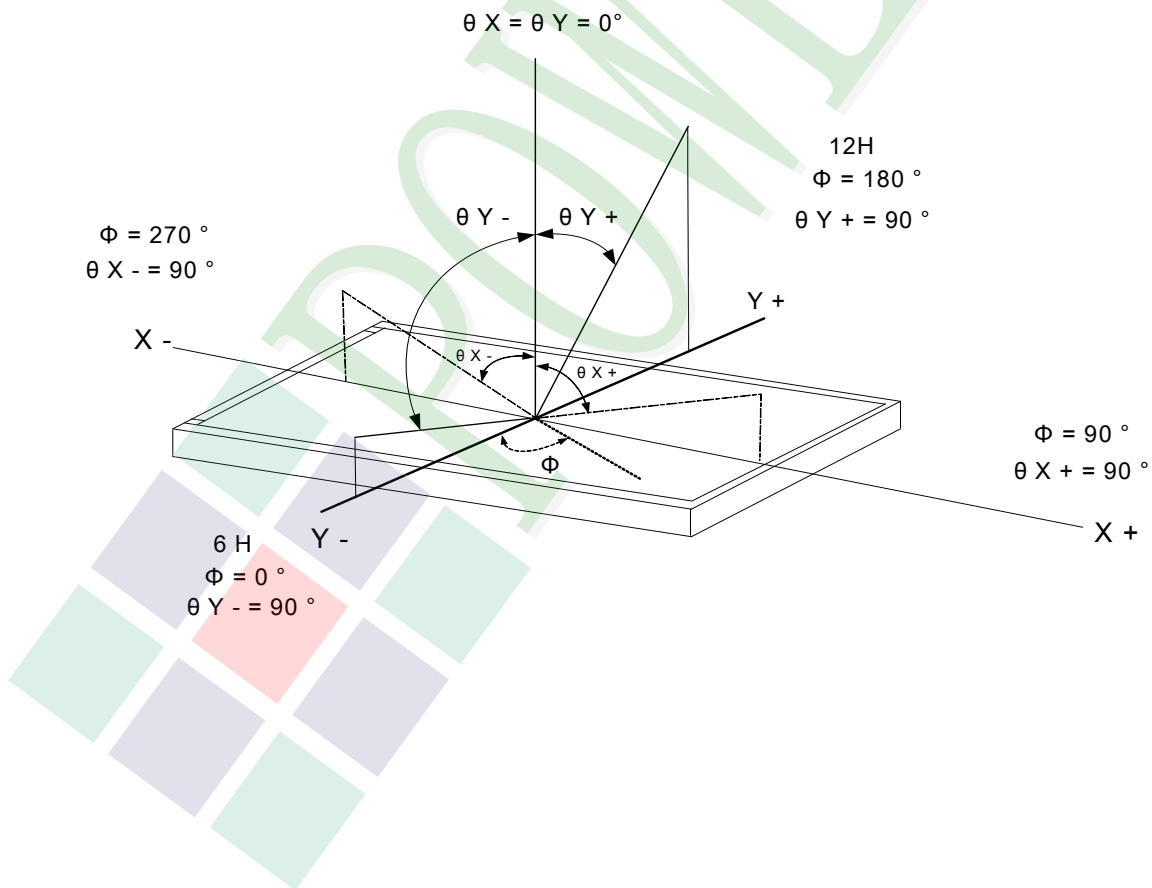 θ X = θ Y = 0°
12H
Φ = 180 °
θ Y + = 90 °
θ Y -
θ Y +
Φ = 270 °
θ X - = 90 °
Y +
X -
θ X -
θ X +
Φ = 90 °
θ X + = 90 °
Φ
X +
Y -
6 H
Φ = 0 °
θ Y - = 90 °